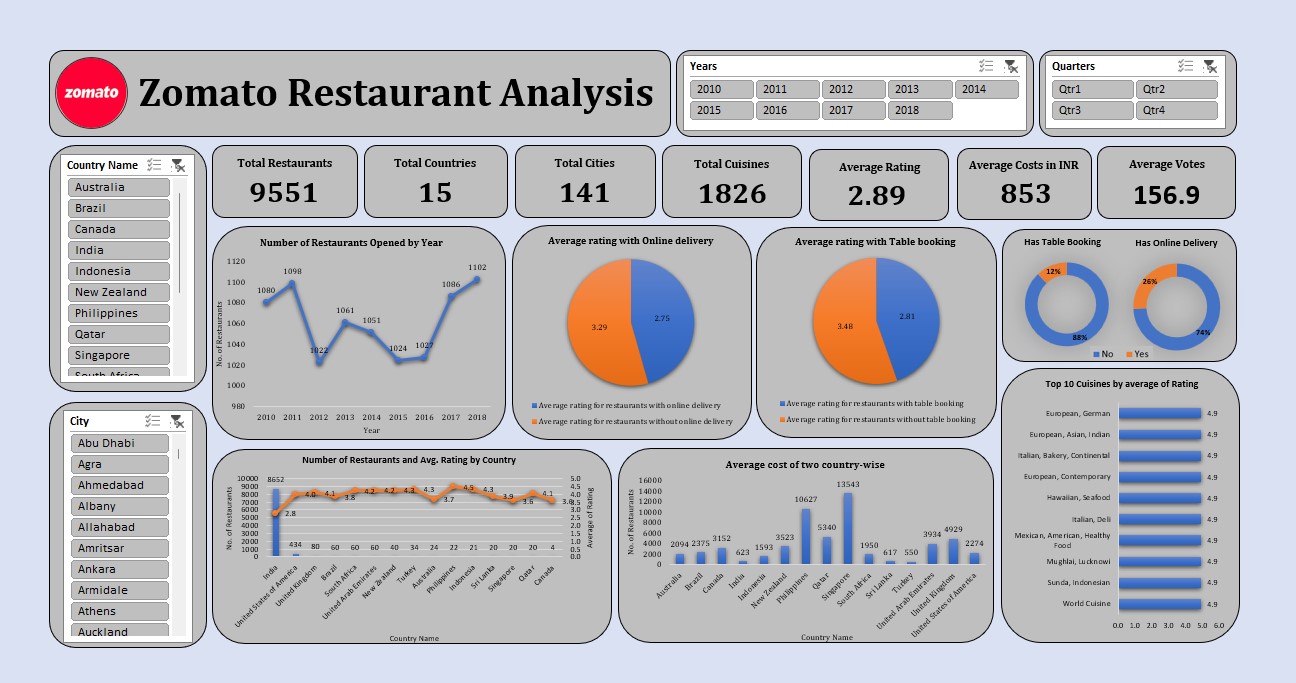 zomato
Zomato Restaurant Analysis
Years
2010 2011 2012 2013 2014
2015 2016 2017 2018
Quarters
Qtr1 Qtr2
Qtr3 Qtr4
Country Name
Australia
Brazil
Canada
India
Indonesia
New Zealand
Philippines
Qatar
Singapore
South Africa
City
Abu Dhabi
Agra
Ahmedabad
Albany
Allahabad
Amritsar
Ankara
Armidale
Athens
Auckland
Total Restaurants
9551
Total Countries
15
Total Cities
141
Total Cuisines
1826
Average Rating
2.89
Average Costs in INR
853
Average Votes
156.9
Number of Restaurants Opened by Year
No. of Restaurants
1120
1100
1080
1060
1040
1020
1000
980
1080 1098 1022 1061 1051 1024 1027 1086 1102
2010 2011 2012 2013 2014 2015 2016 2017 2018
Year
Average rating with Online delivery
3.29 2.75
Average rating for restaurants with online delivery
Average rating for restaurants without online delivery
Average rating with Table booking
3.48 2.81
Average rating for restaurants with table booking
Average rating for restaurants without table booking
Has Table Booking
12%
88%
Has Online Delivery
26%
74%
No Yes
Number of Restaurants and Avg. Rating by Country
No. of Restaurants
10000
9000
8000
7000
6000
5000
4000
3000
2000
1000
0
8652 434 80 60 60 60 40 34 24 22 21 20 20 20 4
2.8 4.0 4.1 3.8 4.2 4.2 4.3 4.3 3.7 4.5 4.3 3.9 3.6 4.1 3.6
5.0
4.5
4.0
3.5
3.0
2.5
2.0
1.5
1.0
0.5
0.0
Average of Rating
India
United States of America
United Kingdom
Brazil
South Africa
United Arab Emirates
New Zealand
Turkey
Australia
Philippines
Indonesia
Sri Lanka
Singapore
Qatar
Canada
Country Name
Average cost of two country-wise
No. of Restaurants
16000
14000
12000
10000
8000
6000
4000
2000
0
2094 2375 3152 623 1593 3523 10627 5340 13543 1950 617 550 3934 4929 2274
Australia
Brazil
Canada
India
Indonesia
New Zealand
Philippines
Qatar
Singapore
South Africa
Sri Lanka
Turkey
United Arab Emirates
United Kingdom
United States of America
Country Name
Top 10 Cuisines by average of Rating
European, German 4.9
European, Asian, Indian 4.9
Italian, Bakery, Continental 4.9
European, Contemporary 4.9
Hawaiian, Seafood 4.9
Italian, Deli 4.9
Mexican, American, Healthy
Food 4.9
Mughlai, Lucknowi 4.9
Sunda, Indonesian 4.9
World Cuisine 4.9
0.0 1.0 2.0 3.0 4.0 5.0 6.0